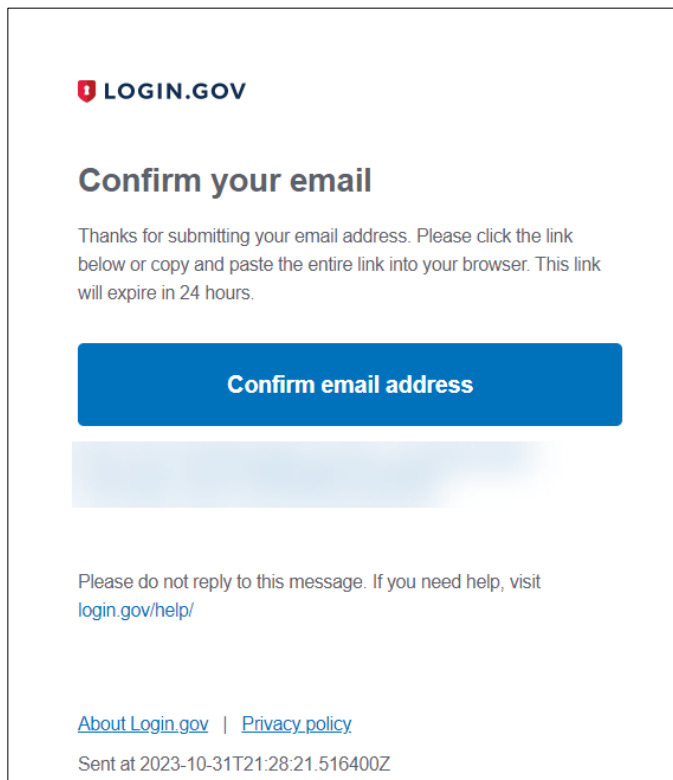 LOGIN.GOV
Confirm your email
Thanks for submitting your email address. Please click the link
below or copy and paste the entire link into your browser. This link
will expire in 24 hours.
Confirm email address
Please do not reply to this message. If you need help, visit
login.gov/help/
About Login.gov | Privacy policy
Sent at 2023-10-31T21:28:21.516400Z